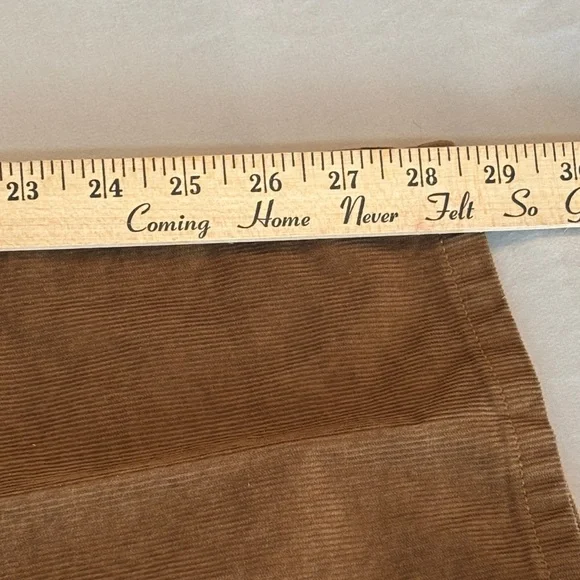 23 24 25 26 27 28 29
Coming Home Never Felt So